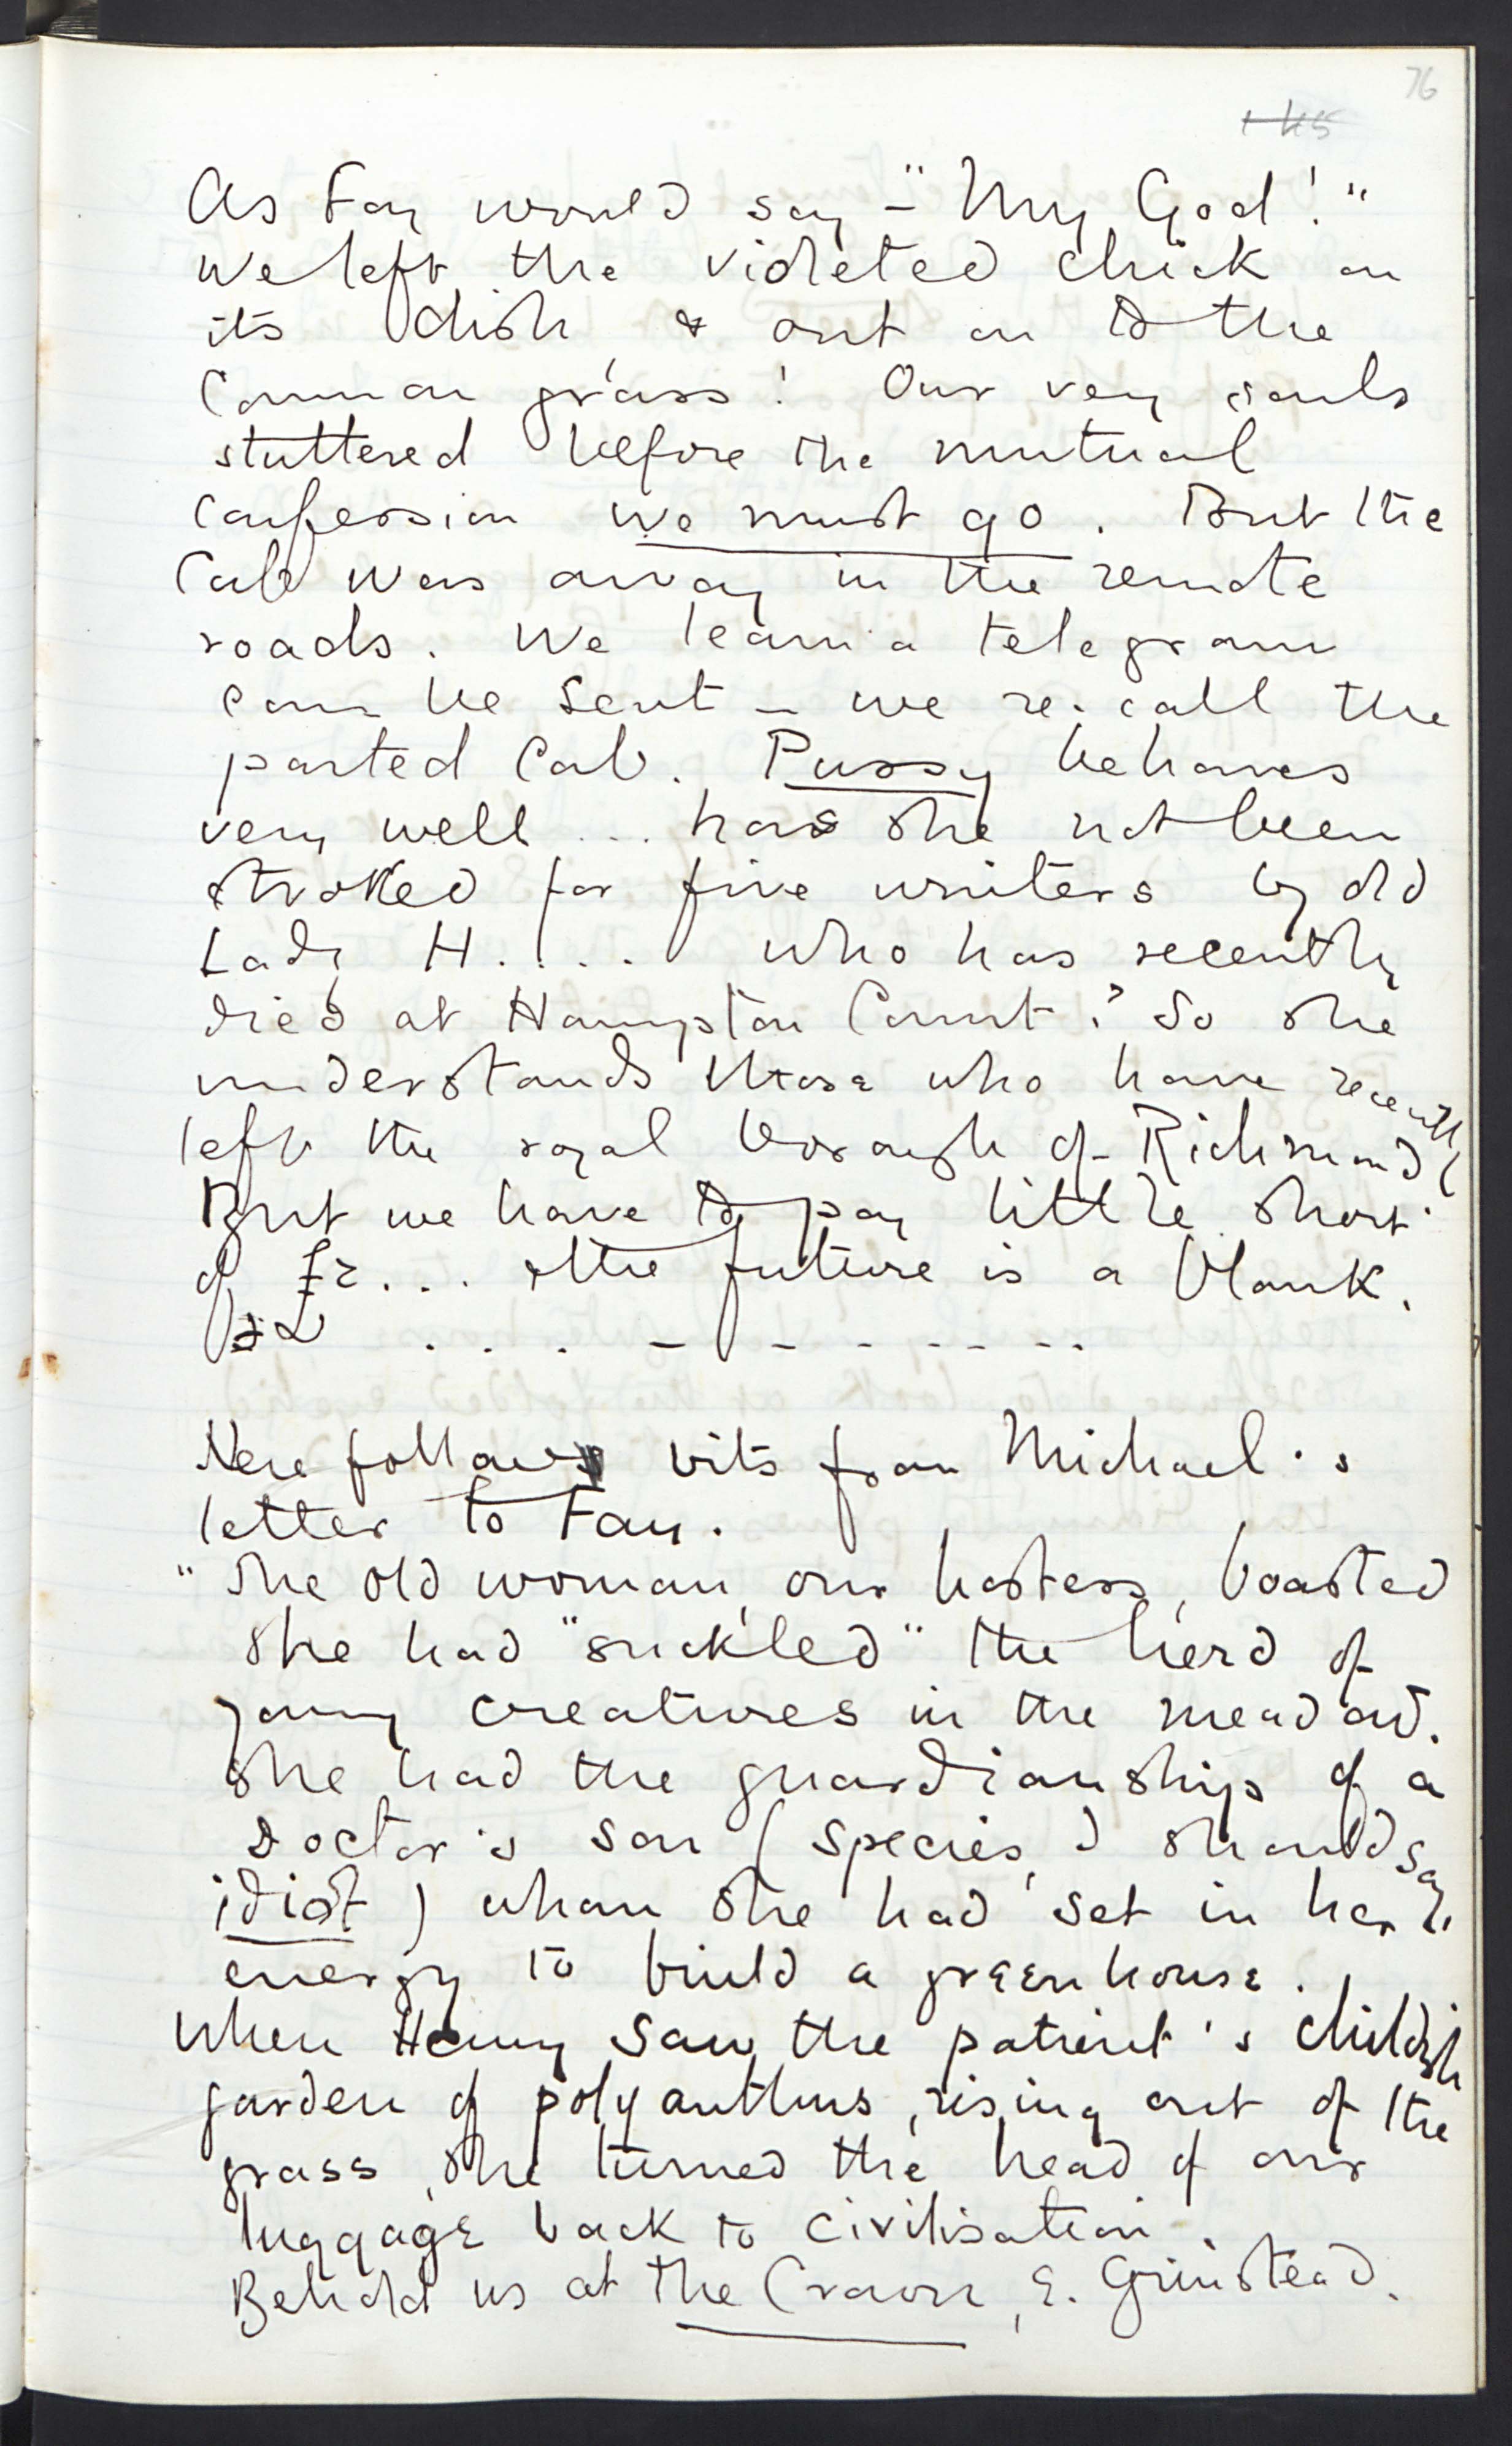 76
145
As Fay would say – "My God!"
We left the violeted chick on
its dish & out on to the
Common grass! Our very souls
stuttered before the mutual
confession we must go. But the
Cab was away in the remote
roads. We learn a telegram
can be sent – we re-call the
parted Cab. Pussy behaves
very well ... has she not been
stroked for five winters by old
Lady H.... who has recently
died at Hampton Court? So she
understands those who have recently
left the royal borough of Richmond!
But we have to pay little short
of £2... & the future is a blank.
£2 . . . – – – – – . .
Here follows bits from Michael's
letter to Fay.
"The old woman, our hostess, boasted
she had "suckled" the herd of
young creatures in the meadow.
She had the guardianship of a
Doctor's son (species, I should say
idiot) whom she had set in her
energy to build a greenhouse.
When Henny saw the patient's childish
garden of polyanthus, rising out of the
grass, she turned the head of our
luggage back to civilisation.
Behold us at the Crown, E. Grinstead.